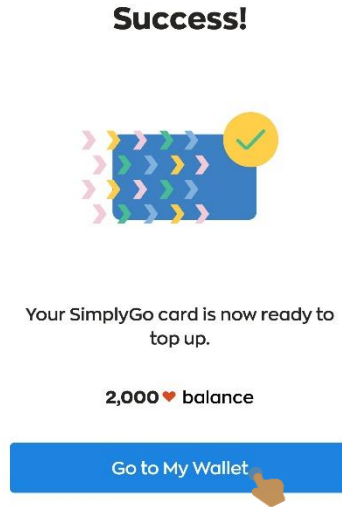 Success!
Your SimplyGo card is now ready to
top up.
2,000 ❤ balance
Go to My Wallet